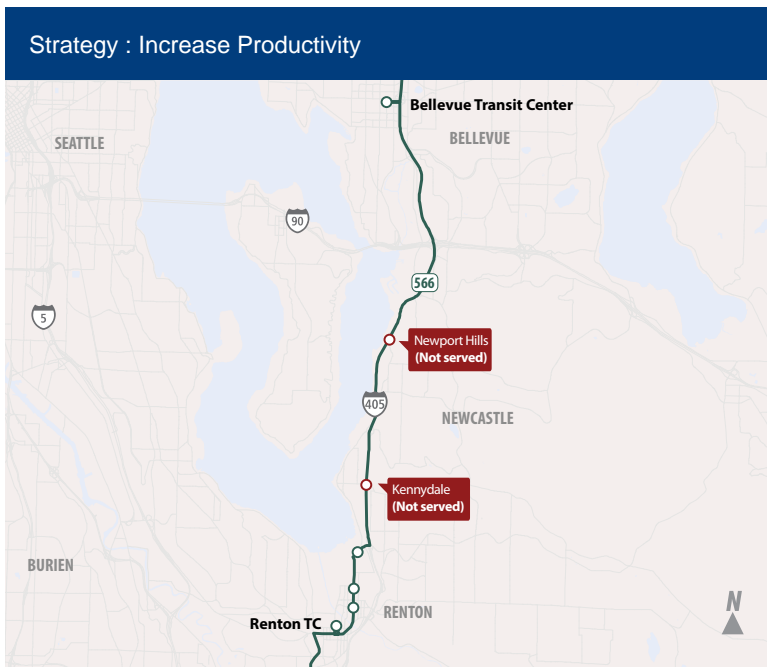 Strategy : Increase Productivity
Bellevue Transit Center
SEATTLE
BELLEVUE
90
566
5
Newport Hills
(Not served)
405
NEWCASTLE
Kennydale
(Not served)
BURIEN
N
RENTON
Renton TC